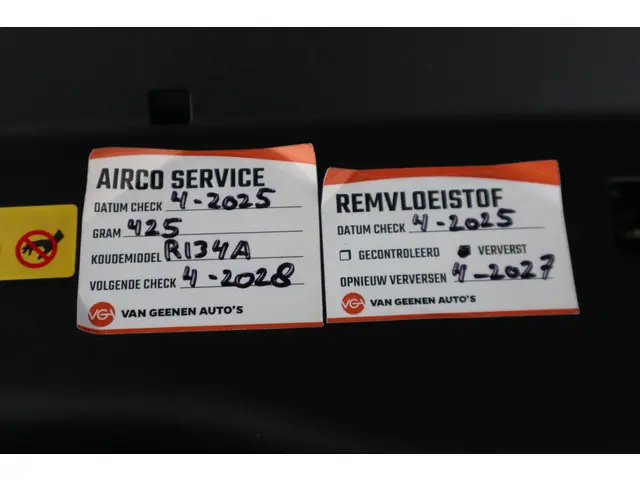 AIRCO SERVICE
DATUM CHECK 4-2025
GRAM 425
KOUDEMIDDEL R134A
VOLGENDE CHECK 4-2028
VGA VAN GEENEN AUTO'S
REMVLOEISTOF
DATUM CHECK 4-2025
GECONTROLEERD VERVERST
OPNIEUW VERVERSEN 4-2027
VGA VAN GEENEN AUTO'S